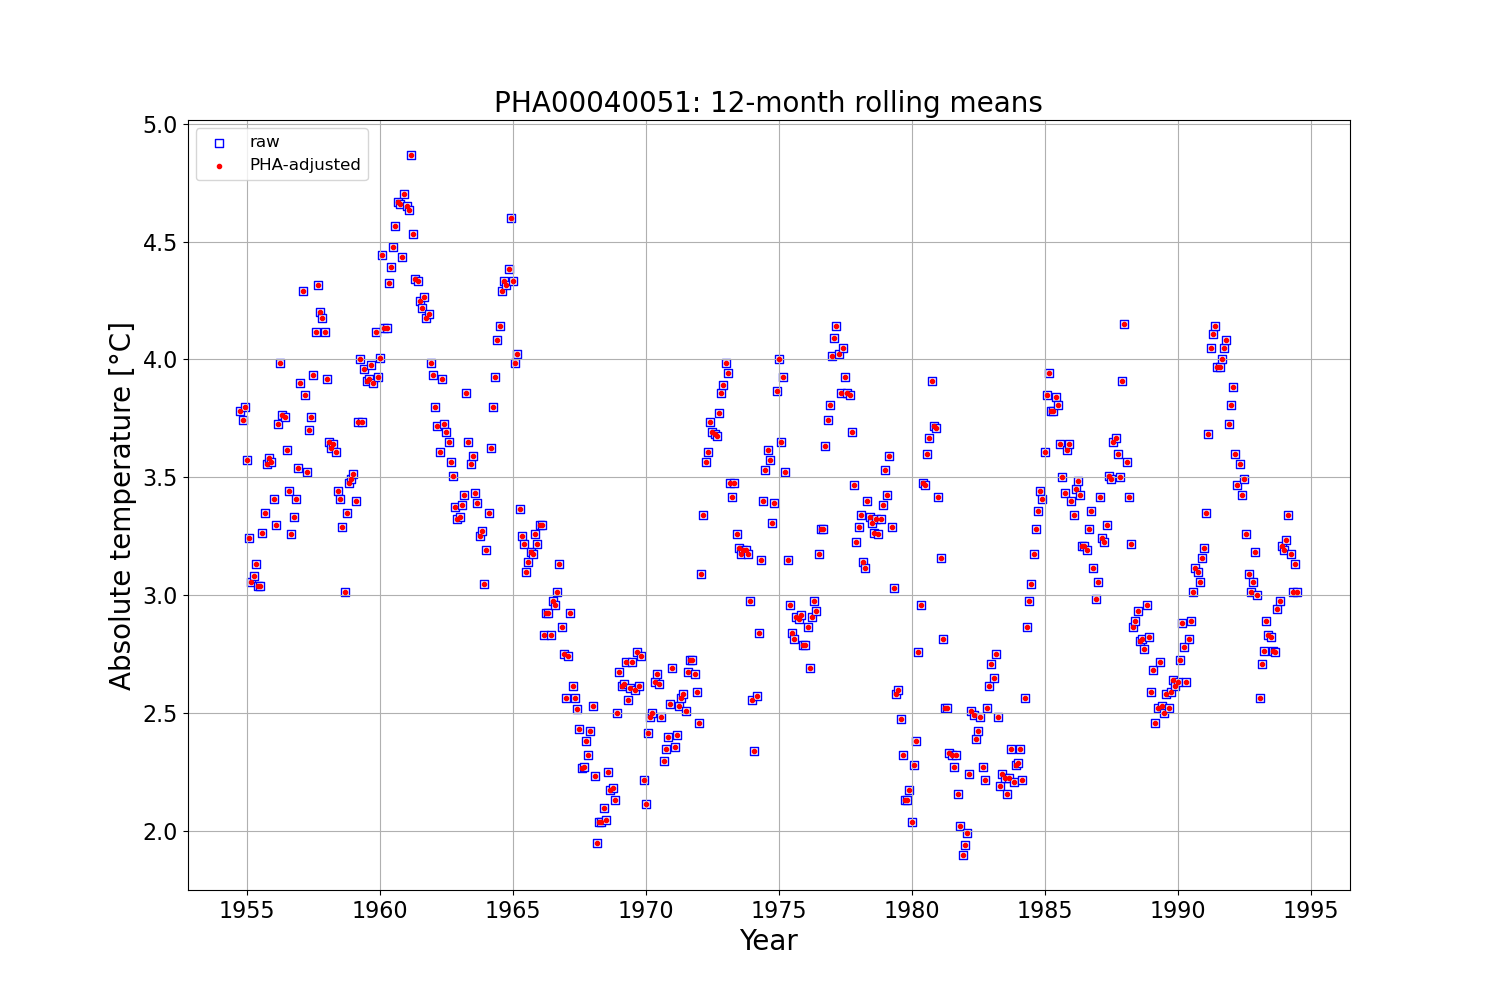 PHA00040051: 12-month rolling means
raw
PHA-adjusted
Absolute temperature [°C]
5.0
4.5
4.0
3.5
3.0
2.5
2.0
1955 1960 1965 1970 1975 1980 1985 1990 1995
Year